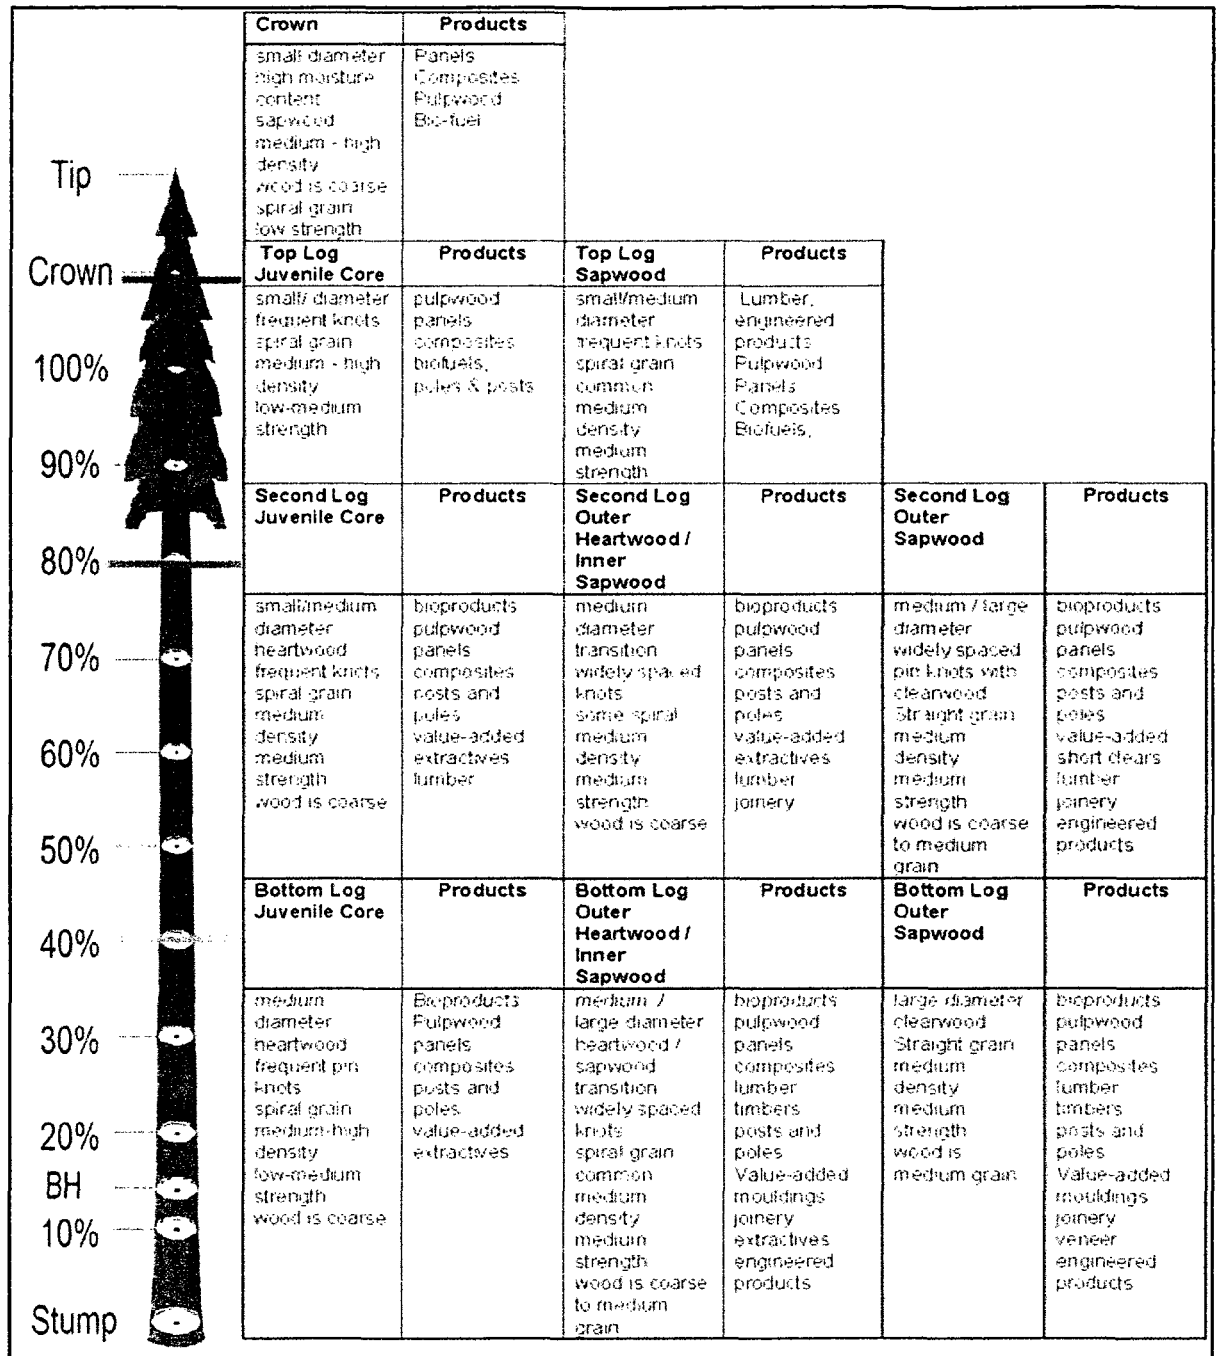 Tip
Crown
100%
90%
80%
70%
60%
50%
40%
30%
20%
BH
10%
Stump
Crown
small diameter
high moisture
content
sapwood
medium - high
density
wood is coarse
spiral grain
low strength
Products
Panels
Composites
Pulpwood
Bio-fuel
Top Log
Juvenile Core
small/ diameter
frequent knots
spiral grain
medium - high
density
low-medium
strength
Products
pulpwood
panels
composites
biofuels,
poles & posts
Top Log
Sapwood
small/medium
diameter
frequent knots
spiral grain
common
medium
density
medium
strength
Products
Lumber,
engineered
products
Pulpwood
Panels
Composites
Biofuels,
Second Log
Juvenile Core
small/medium
diameter
heartwood
frequent knots
spiral grain
medium
density
medium
strength
wood is coarse
Products
bioproducts
pulpwood
panels
composites
posts and
poles
value-added
extractives
lumber
Second Log
Outer
Heartwood /
Inner
Sapwood
medium
diameter
transition
widely spaced
knots
some spiral
medium
density
medium
strength
wood is coarse
Products
bioproducts
pulpwood
panels
composites
posts and
poles
value-added
extractives
lumber
joinery
Second Log
Outer
Sapwood
medium / large
diameter
widely spaced
pin knots with
clearwood
Straight grain
medium
density
medium
strength
wood is coarse
to medium
grain
Products
bioproducts
pulpwood
panels
composites
posts and
poles
value-added
short clears
lumber
joinery
engineered
products
Bottom Log
Juvenile Core
medium
diameter
heartwood
frequent pin
knots
spiral grain
medium-high
density
low-medium
strength
wood is coarse
Products
Bioproducts
Pulpwood
panels
composites
posts and
poles
value-added
extractives
Bottom Log
Outer
Heartwood /
Inner
Sapwood
medium /
large diameter
heartwood /
sapwood
transition
widely spaced
knots
spiral grain
common
medium
density
medium
strength
wood is coarse
to medium
grain
Products
bioproducts
pulpwood
panels
composites
lumber
timbers
posts and
poles
Value-added
mouldings
joinery
extractives
engineered
products
Bottom Log
Outer
Sapwood
large diameter
clearwood
Straight grain
medium
density
medium
strength
wood is
medium grain
Products
bioproducts
pulpwood
panels
composites
lumber
timbers
posts and
poles
Value-added
mouldings
joinery
veneer
engineered
products